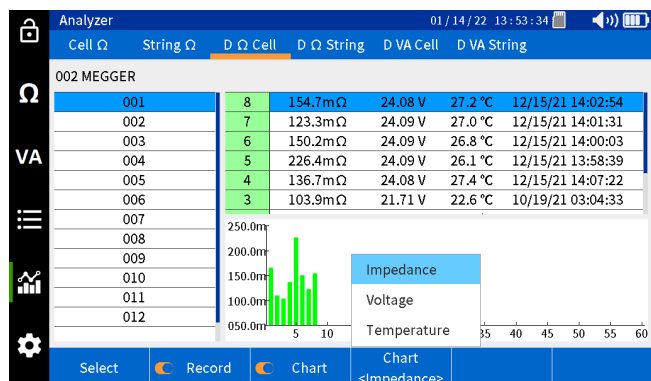 Analyzer 01/14/22 13:53:34
Cell Ω String Ω D Ω Cell D Ω String D VA Cell D VA String
002 MEGGER
Ω
VA
001
002
003
004
005
006
007
008
009
010
011
012
8 154.7mΩ 24.08 V 27.2 °C 12/15/21 14:02:54
7 123.3mΩ 24.09 V 27.0 °C 12/15/21 14:01:31
6 150.2mΩ 24.09 V 26.8 °C 12/15/21 14:00:03
5 226.4mΩ 24.09 V 26.1 °C 12/15/21 13:58:39
4 136.7mΩ 24.08 V 27.4 °C 12/15/21 14:07:22
3 103.9mΩ 21.71 V 22.6 °C 10/19/21 03:04:33
250.0m
200.0m
150.0m
100.0m
050.0m
5 10 35 40 45 50 55 60
Impedance
Voltage
Temperature
Select Record Chart Chart
<Impedance>